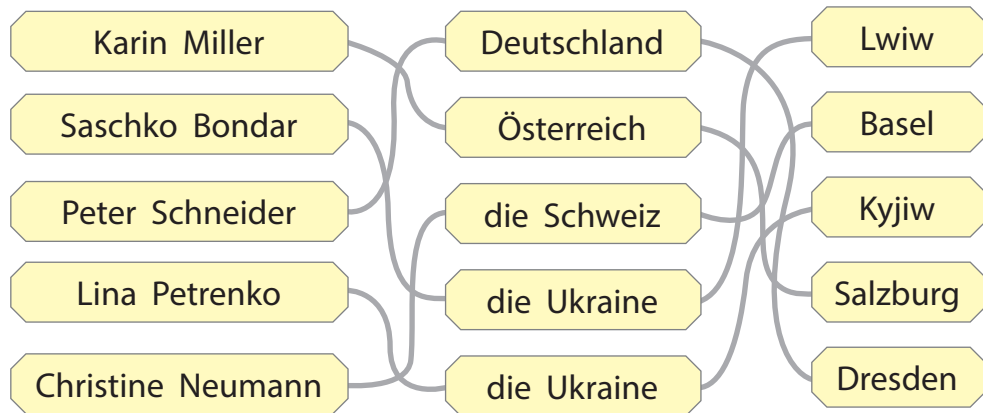 Karin Miller
Deutschland
Lwiw
Saschko Bondar
Österreich
Basel
Peter Schneider
die Schweiz
Kyjiw
Lina Petrenko
die Ukraine
Salzburg
Christine Neumann
die Ukraine
Dresden